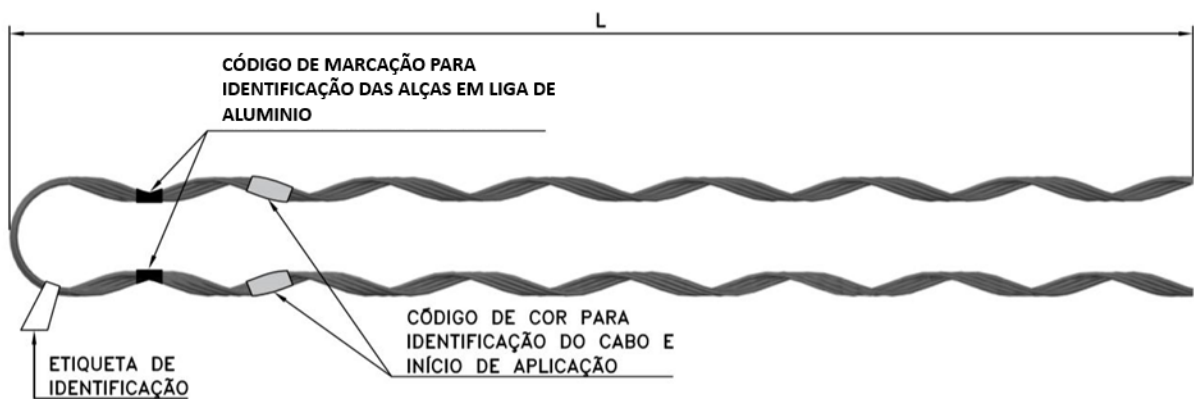 L
CÓDIGO DE MARCAÇÃO PARA
IDENTIFICAÇÃO DAS ALÇAS EM LIGA DE
ALUMINIO
CÓDIGO DE COR PARA
IDENTIFICAÇÃO DO CABO E
INÍCIO DE APLICAÇÃO
ETIQUETA DE
IDENTIFICAÇÃO